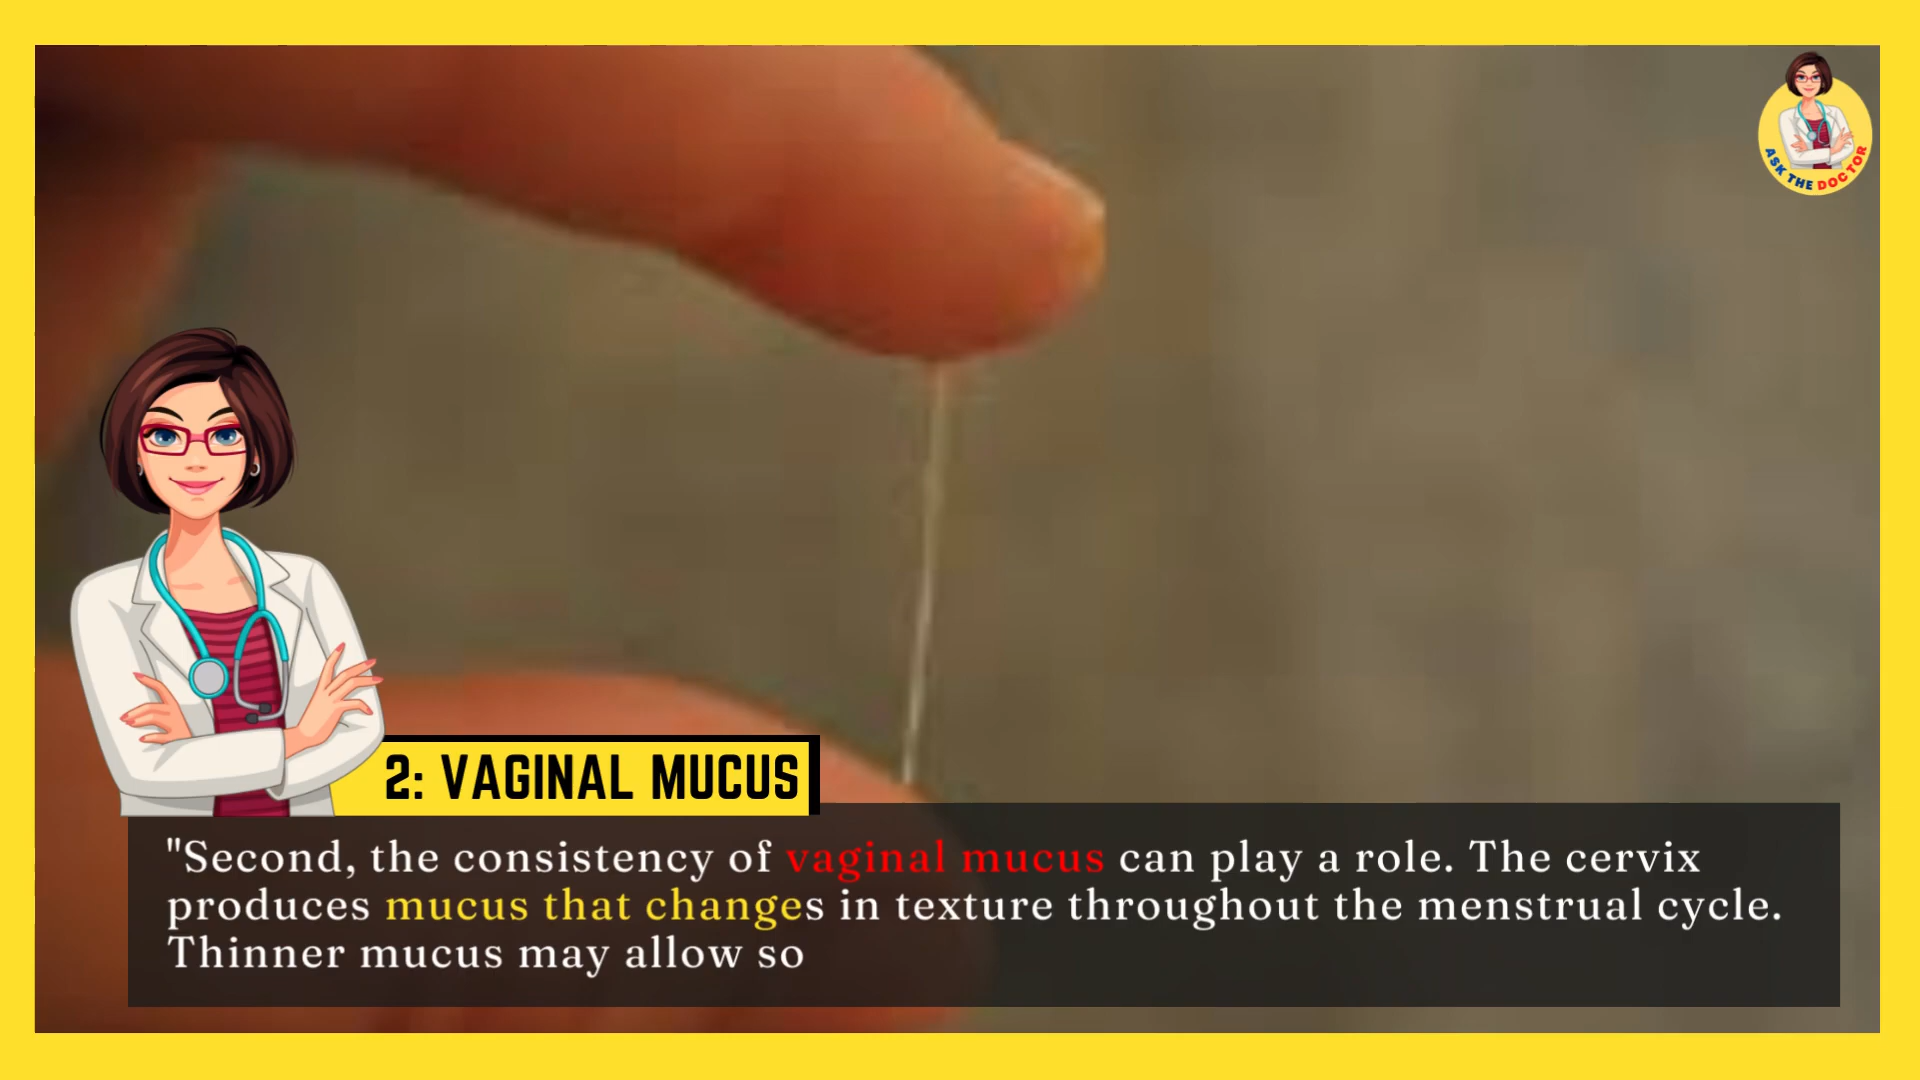 ASK THE DOCTOR
2: VAGINAL MUCUS
"Second, the consistency of vaginal mucus can play a role. The cervix
produces mucus that changes in texture throughout the menstrual cycle.
Thinner mucus may allow so